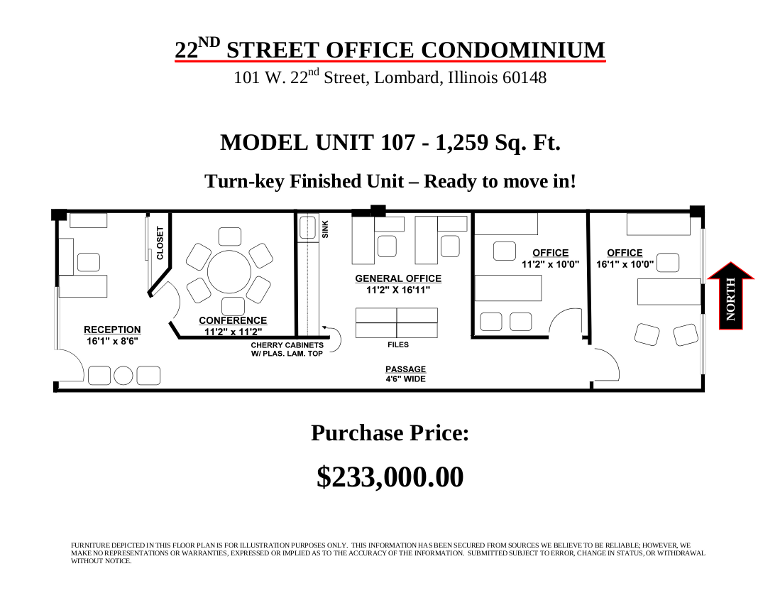 22ND STREET OFFICE CONDOMINIUM
101 W. 22nd Street, Lombard, Illinois 60148
MODEL UNIT 107 - 1,259 Sq. Ft.
Turn-key Finished Unit – Ready to move in!
CLOSET
SINK
RECEPTION
16'1" x 8'6"
CONFERENCE
11'2" x 11'2"
CHERRY CABINETS
W/ PLAS. LAM. TOP
GENERAL OFFICE
11'2" X 16'11"
FILES
PASSAGE
4'6" WIDE
OFFICE
11'2" x 10'0"
OFFICE
16'1" x 10'0"
NORTH
Purchase Price:
$233,000.00
FURNITURE DEPICTED IN THIS FLOOR PLAN IS FOR ILLUSTRATION PURPOSES ONLY. THIS INFORMATION HAS BEEN SECURED FROM SOURCES WE BELIEVE TO BE RELIABLE; HOWEVER, WE
MAKE NO REPRESENTATIONS OR WARRANTIES, EXPRESSED OR IMPLIED AS TO THE ACCURACY OF THE INFORMATION. SUBMITTED SUBJECT TO ERROR, CHANGE IN STATUS, OR WITHDRAWAL
WITHOUT NOTICE.